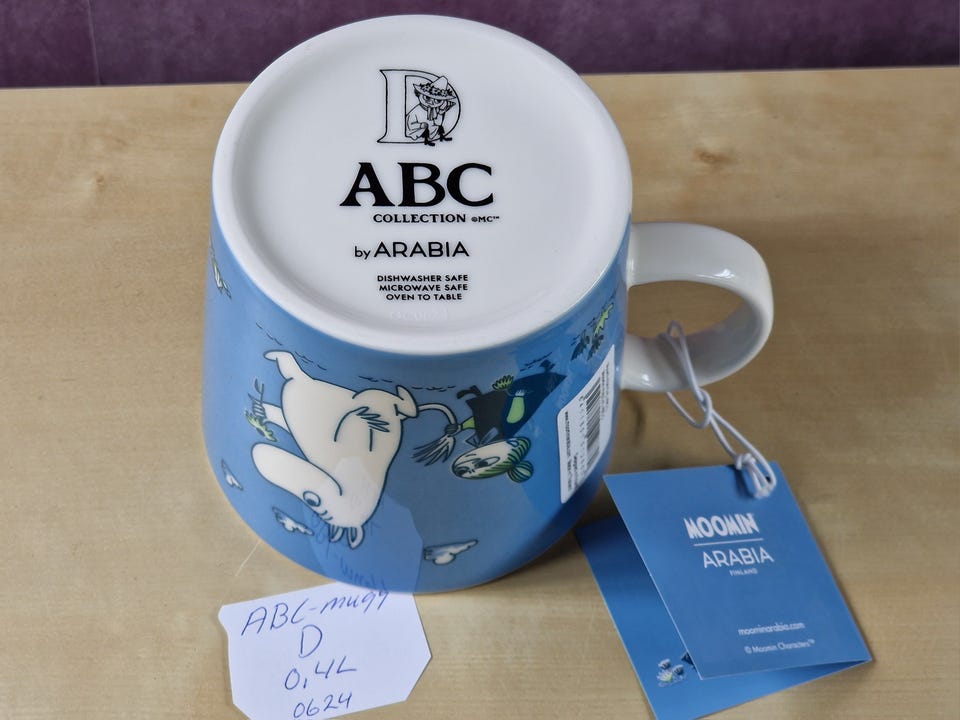 D
ABC
COLLECTION ©MC™
by ARABIA
DISHWASHER SAFE
MICROWAVE SAFE
OVEN TO TABLE
MOOMIN
ARABIA
FINLAND
moominarabia.com
© Moomin Characters™
ABC-mugg
D
0,4L
0624